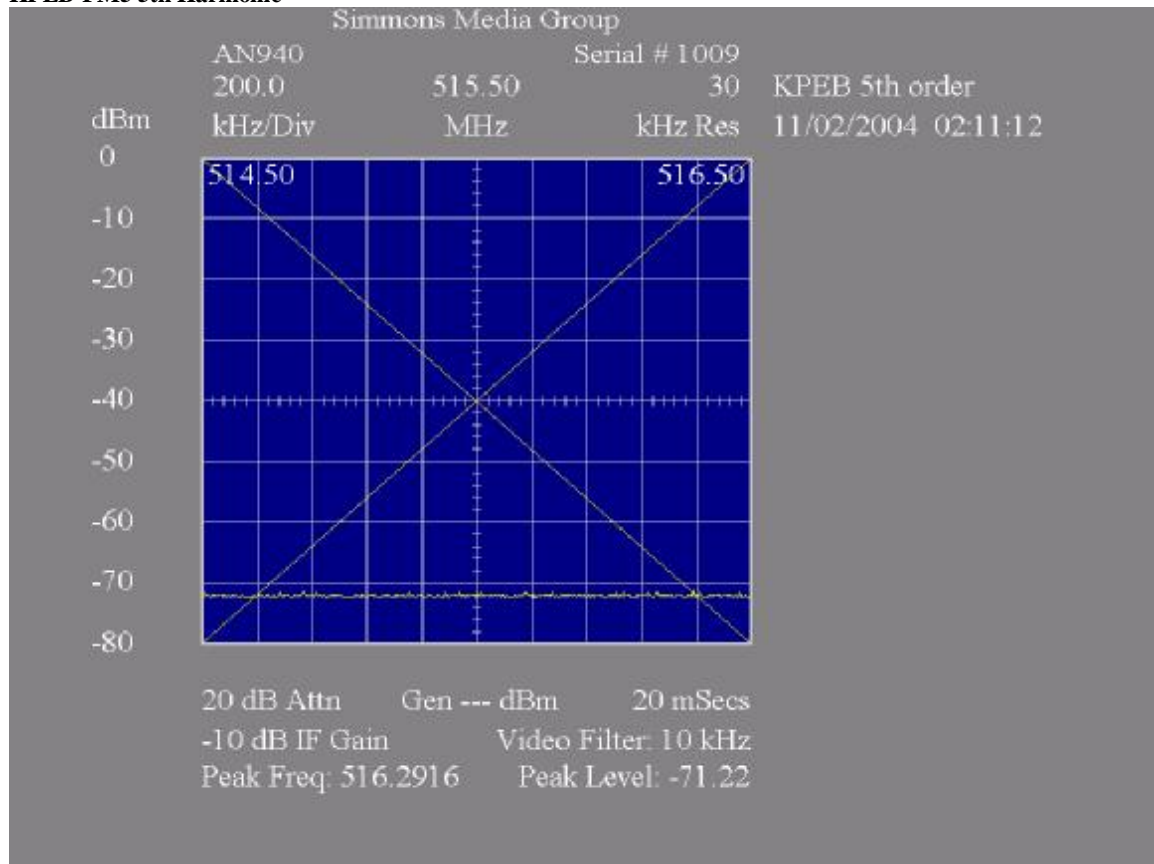 Simmons Media Group
AN940 Serial # 1009
200.0 515.50 30 KPEB 5th order
dBm kHz/Div MHz kHz Res 11/02/2004 02:11:12
0
514.50 516.50
-10
-20
-30
-40
-50
-60
-70
-80
20 dB Attn Gen --- dBm 20 mSecs
-10 dB IF Gain Video Filter: 10 kHz
Peak Freq: 516.2916 Peak Level: -71.22